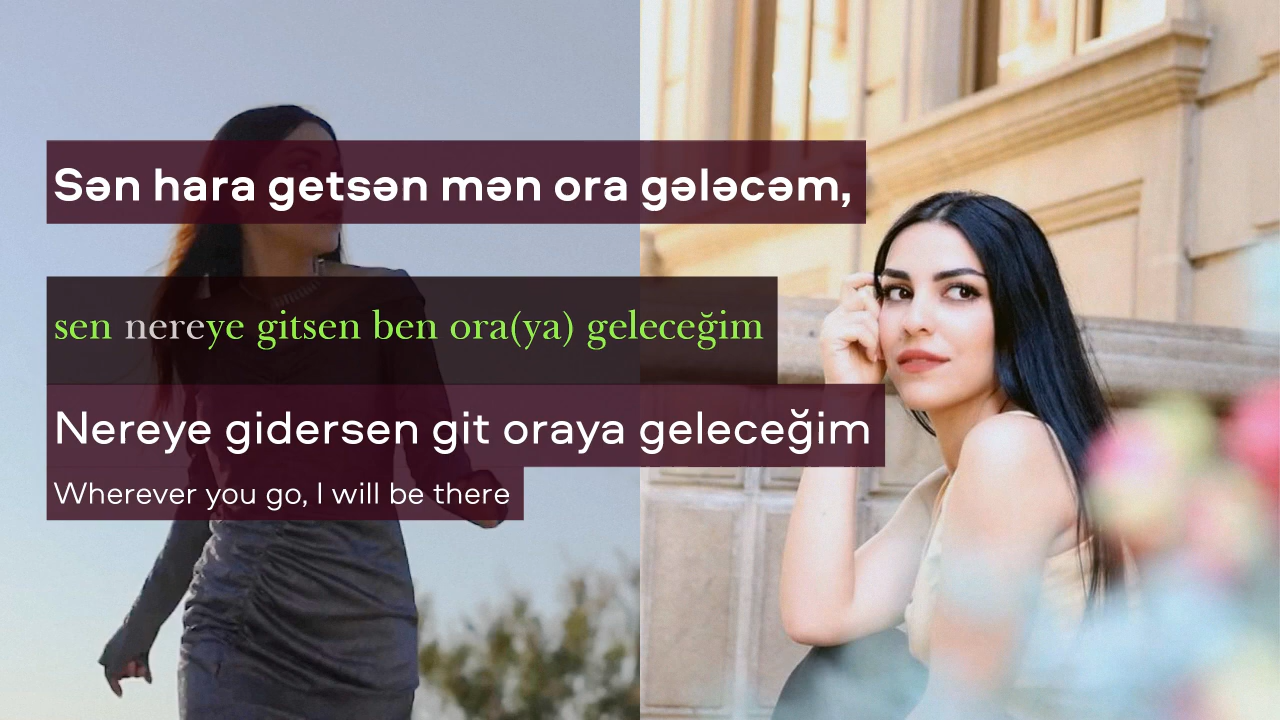 Sən hara getsən mən ora gələcəm,
sen nereye gitsen ben ora(ya) geleceğim
Nereye gidersen git oraya geleceğim
Wherever you go, I will be there